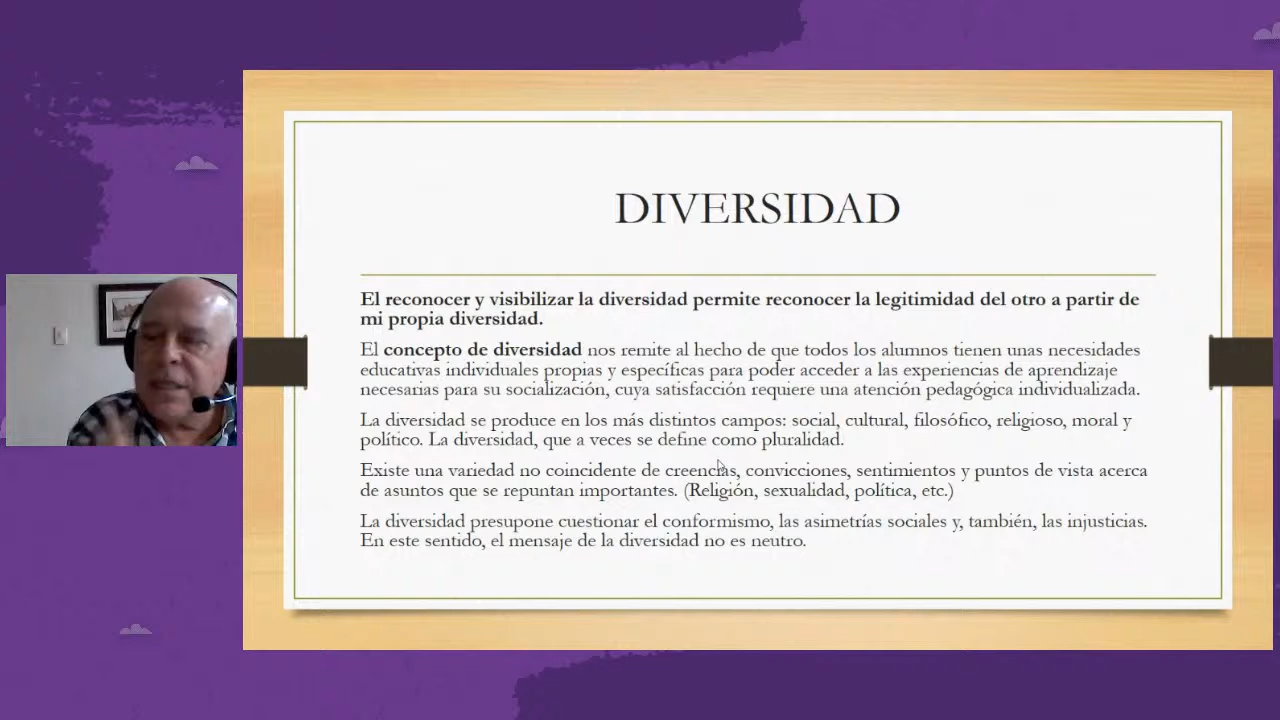 DIVERSIDAD
El reconocer y visibilizar la diversidad permite reconocer la legitimidad del otro a partir de
mi propia diversidad.
El concepto de diversidad nos remite al hecho de que todos los alumnos tienen unas necesidades
educativas individuales propias y específicas para poder acceder a las experiencias de aprendizaje
necesarias para su socialización, cuya satisfacción requiere una atención pedagógica individualizada.
La diversidad se produce en los más distintos campos: social, cultural, filosófico, religioso, moral y
político. La diversidad, que a veces se define como pluralidad.
Existe una variedad no coincidente de creencias, convicciones, sentimientos y puntos de vista acerca
de asuntos que se repuntan importantes. (Religión, sexualidad, política, etc.)
La diversidad presupone cuestionar el conformismo, las asimetrías sociales y, también, las injusticias.
En este sentido, el mensaje de la diversidad no es neutro.